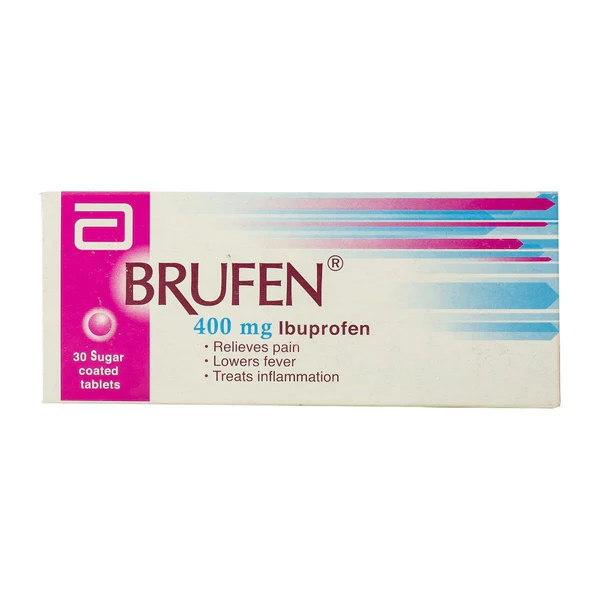 BRUFEN®
400 mg Ibuprofen
• Relieves pain
• Lowers fever
• Treats inflammation
30 Sugar
coated
tablets